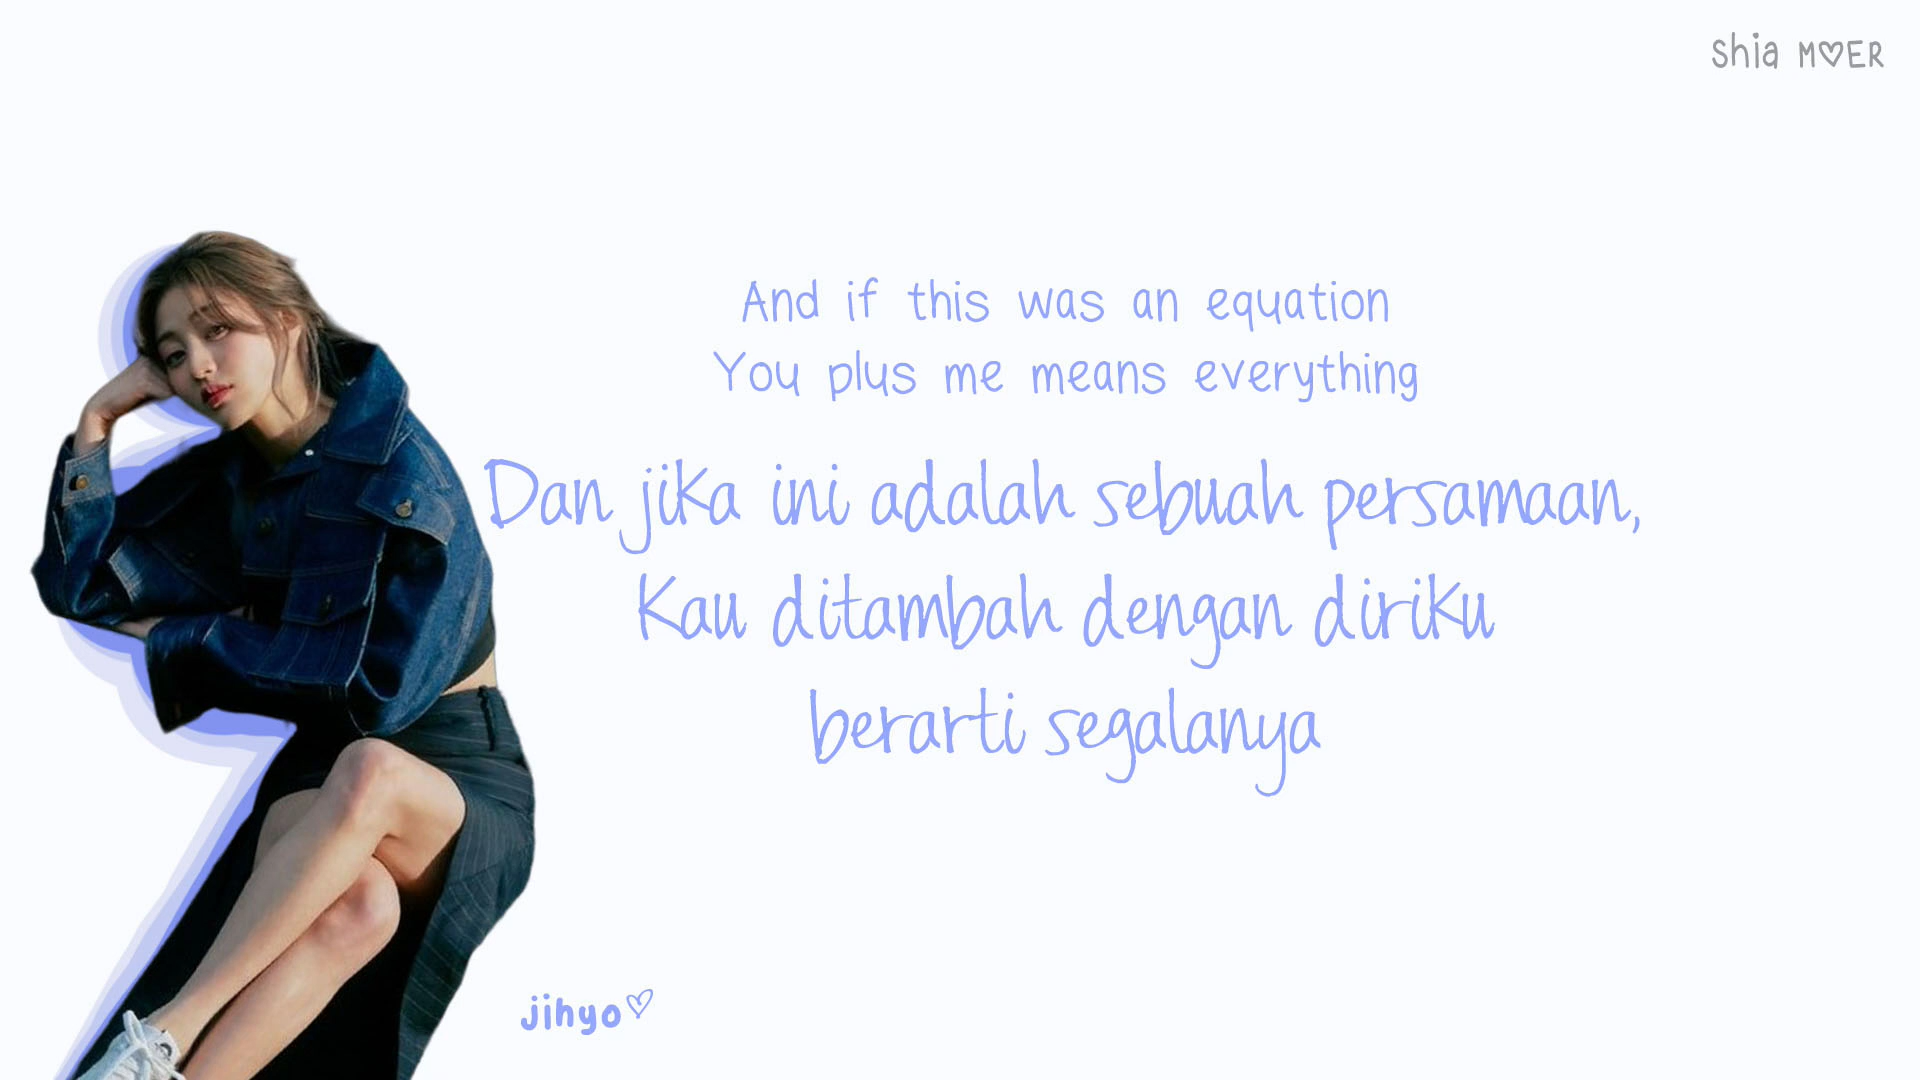 Shia M♡ER
And if this was an equation
You plus me means everything
Dan jika ini adalah sebuah persamaan,
Kau ditambah dengan diriku
berarti segalanya
jihyo♡